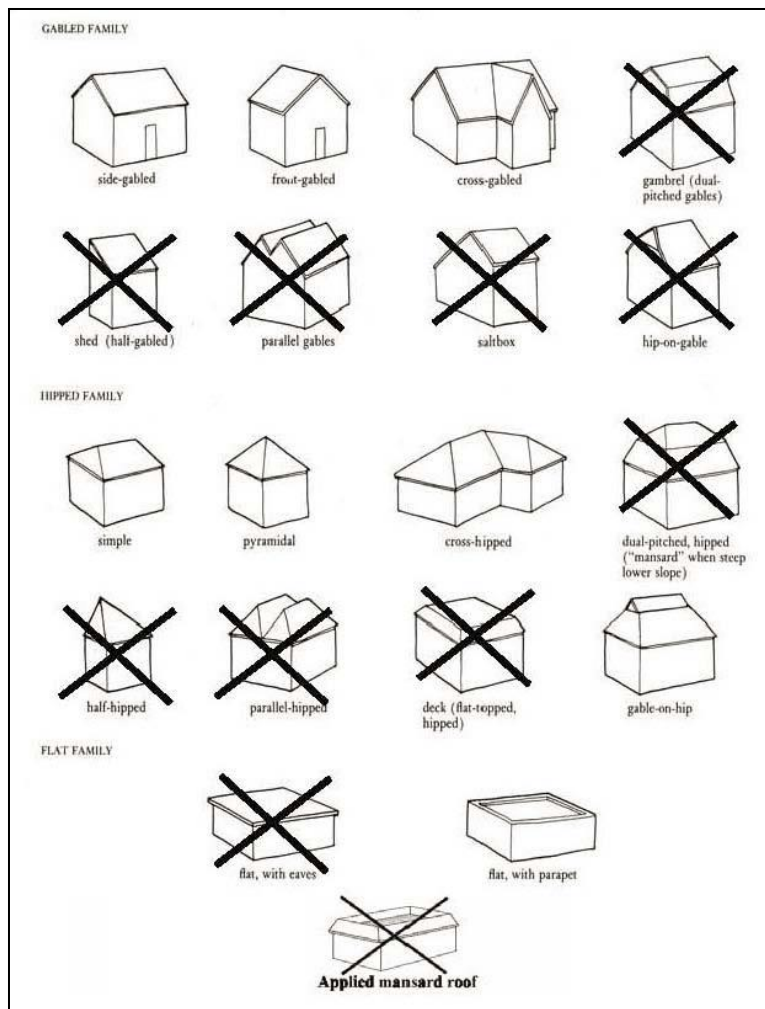 GABLED FAMILY
side-gabled
front-gabled
cross-gabled
gambrel (dual-
pitched gables)
shed (half-gabled)
parallel gables
saltbox
hip-on-gable
HIPPED FAMILY
simple
pyramidal
cross-hipped
dual-pitched, hipped
("mansard" when steep
lower slope)
half-hipped
parallel-hipped
deck (flat-topped,
hipped)
gable-on-hip
FLAT FAMILY
flat, with eaves
flat, with parapet
Applied mansard roof